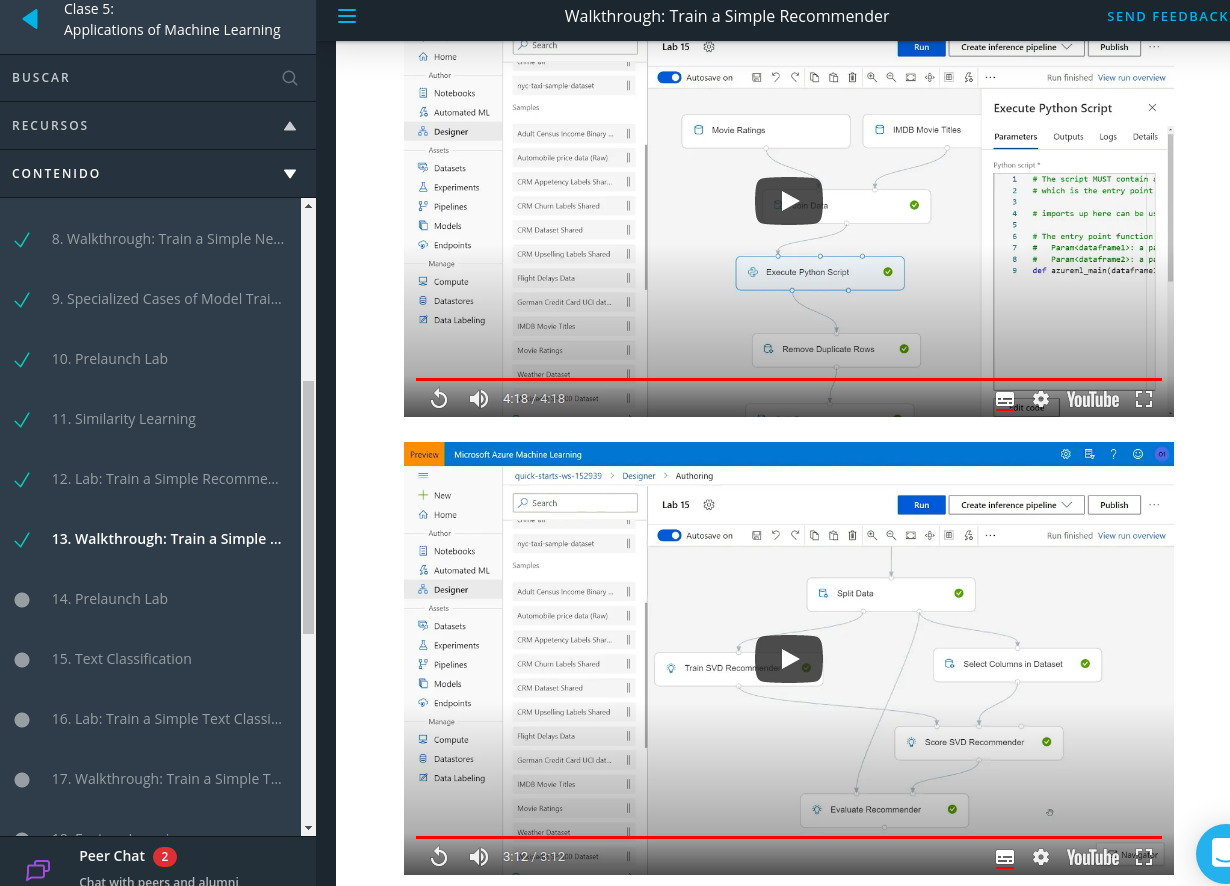 Clase 5:
Applications of Machine Learning
BUSCAR
RECURSOS
CONTENIDO
8. Walkthrough: Train a Simple Ne...
9. Specialized Cases of Model Trai...
10. Prelaunch Lab
11. Similarity Learning
12. Lab: Train a Simple Recomme...
13. Walkthrough: Train a Simple ...
14. Prelaunch Lab
15. Text Classification
16. Lab: Train a Simple Text Classi...
17. Walkthrough: Train a Simple T...
Peer Chat 2
Chat with peers and alumni
Walkthrough: Train a Simple Recommender
SEND FEEDBACK
Home
Author
Notebooks
Automated ML
Designer
Assets
Datasets
Experiments
Pipelines
Models
Endpoints
Manage
Compute
Datastores
Data Labeling
Search
nyc-taxi-sample-dataset
Samples
Adult Census Income Binary ...
Automobile price data (Raw)
CRM Appetency Labels Shar...
CRM Churn Labels Shared
CRM Dataset Shared
CRM Upselling Labels Shared
Flight Delays Data
German Credit Card UCI dat...
IMDB Movie Titles
Movie Ratings
Weather Dataset
Lab 15
Run
Create inference pipeline
Publish
...
Autosave on
...
Run finished View run overview
Movie Ratings
IMDB Movie Titles
Data
Execute Python Script
Remove Duplicate Rows
Execute Python Script
Parameters Outputs Logs Details
Python script *
1 # The script MUST contain
2 # which is the entry point
3
4 # imports up here can be us
5
6 # The entry point function
7 # Param<dataframe1>: a pa
8 # Param<dataframe2>: a pa
9 def azureml_main(dataframe1
Edit code
4:18 / 4:18
YouTube
Preview
Microsoft Azure Machine Learning
quick-starts-ws-152939 > Designer > Authoring
New
Home
Author
Notebooks
Automated ML
Designer
Assets
Datasets
Experiments
Pipelines
Models
Endpoints
Manage
Compute
Datastores
Data Labeling
Search
nyc-taxi-sample-dataset
Samples
Adult Census Income Binary ...
Automobile price data (Raw)
CRM Appetency Labels Shar...
CRM Churn Labels Shared
CRM Dataset Shared
CRM Upselling Labels Shared
Flight Delays Data
German Credit Card UCI dat...
IMDB Movie Titles
Movie Ratings
Weather Dataset
Lab 15
Run
Create inference pipeline
Publish
...
Autosave on
...
Run finished View run overview
Split Data
Train SVD Recommender
Select Columns in Dataset
Score SVD Recommender
Evaluate Recommender
Navigator
3:12 / 3:12
YouTube